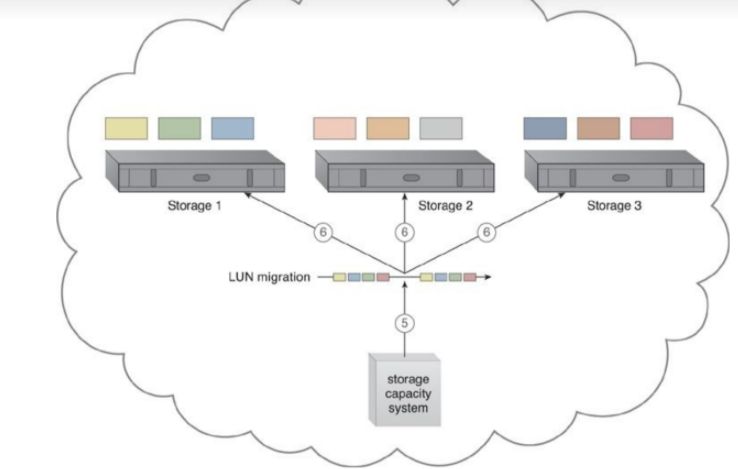 Storage 1
Storage 2
Storage 3
6
6
6
LUN migration
5
storage
capacity
system